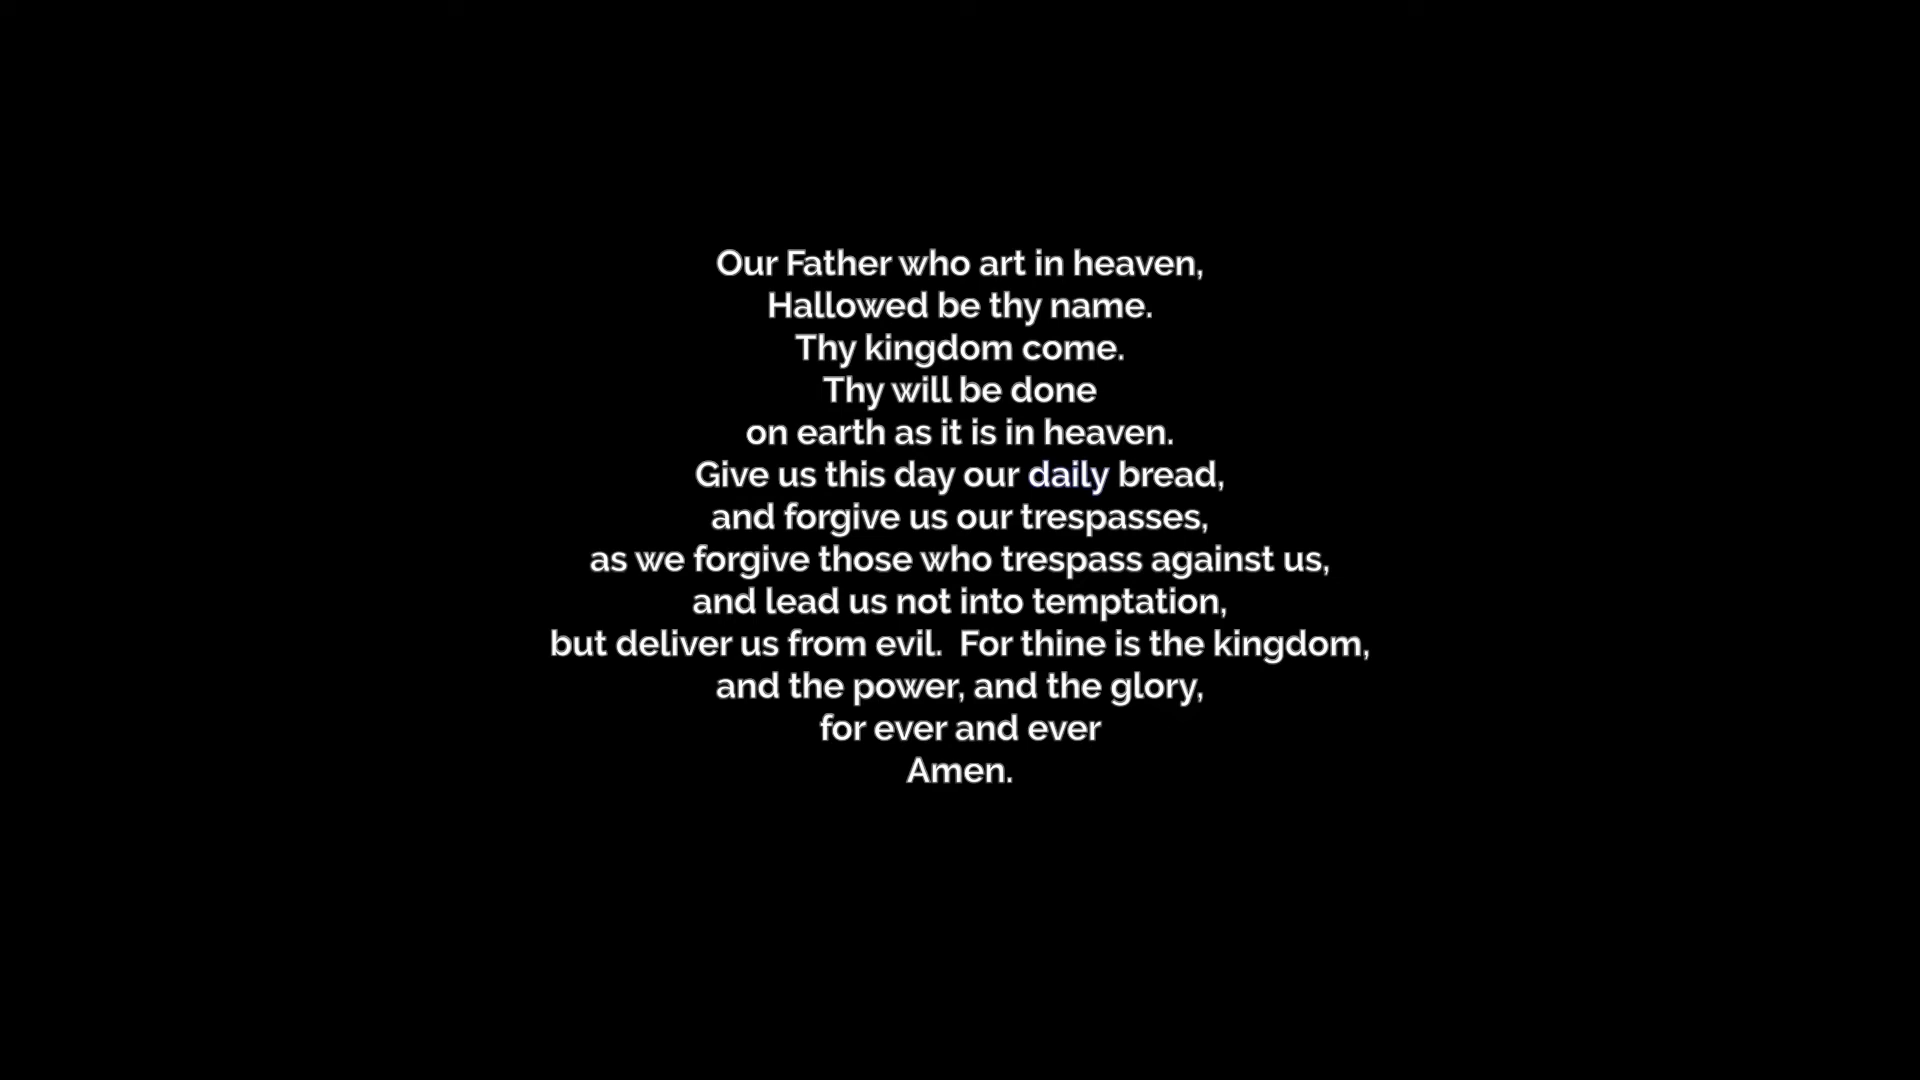 Our Father who art in heaven,
Hallowed be thy name.
Thy kingdom come.
Thy will be done
on earth as it is in heaven.
Give us this day our daily bread,
and forgive us our trespasses,
as we forgive those who trespass against us,
and lead us not into temptation,
but deliver us from evil.  For thine is the kingdom,
and the power, and the glory,
for ever and ever
Amen.